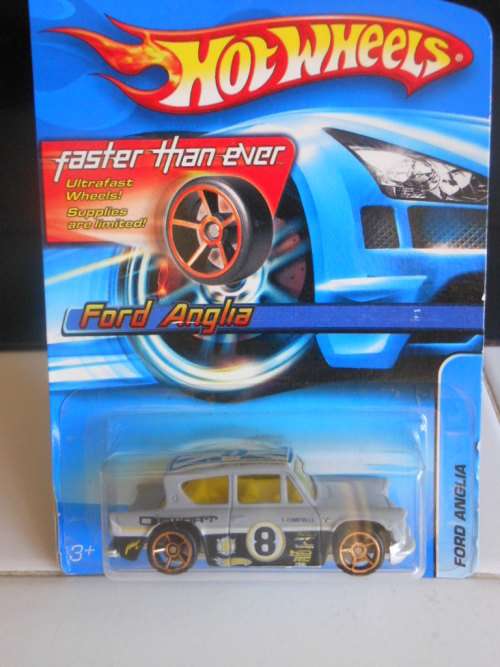 HOT WHEELS®
faster than ever
Ultrafast
Wheels!
Supplies
are limited!
Ford Anglia
FORD ANGLIA
8
3+